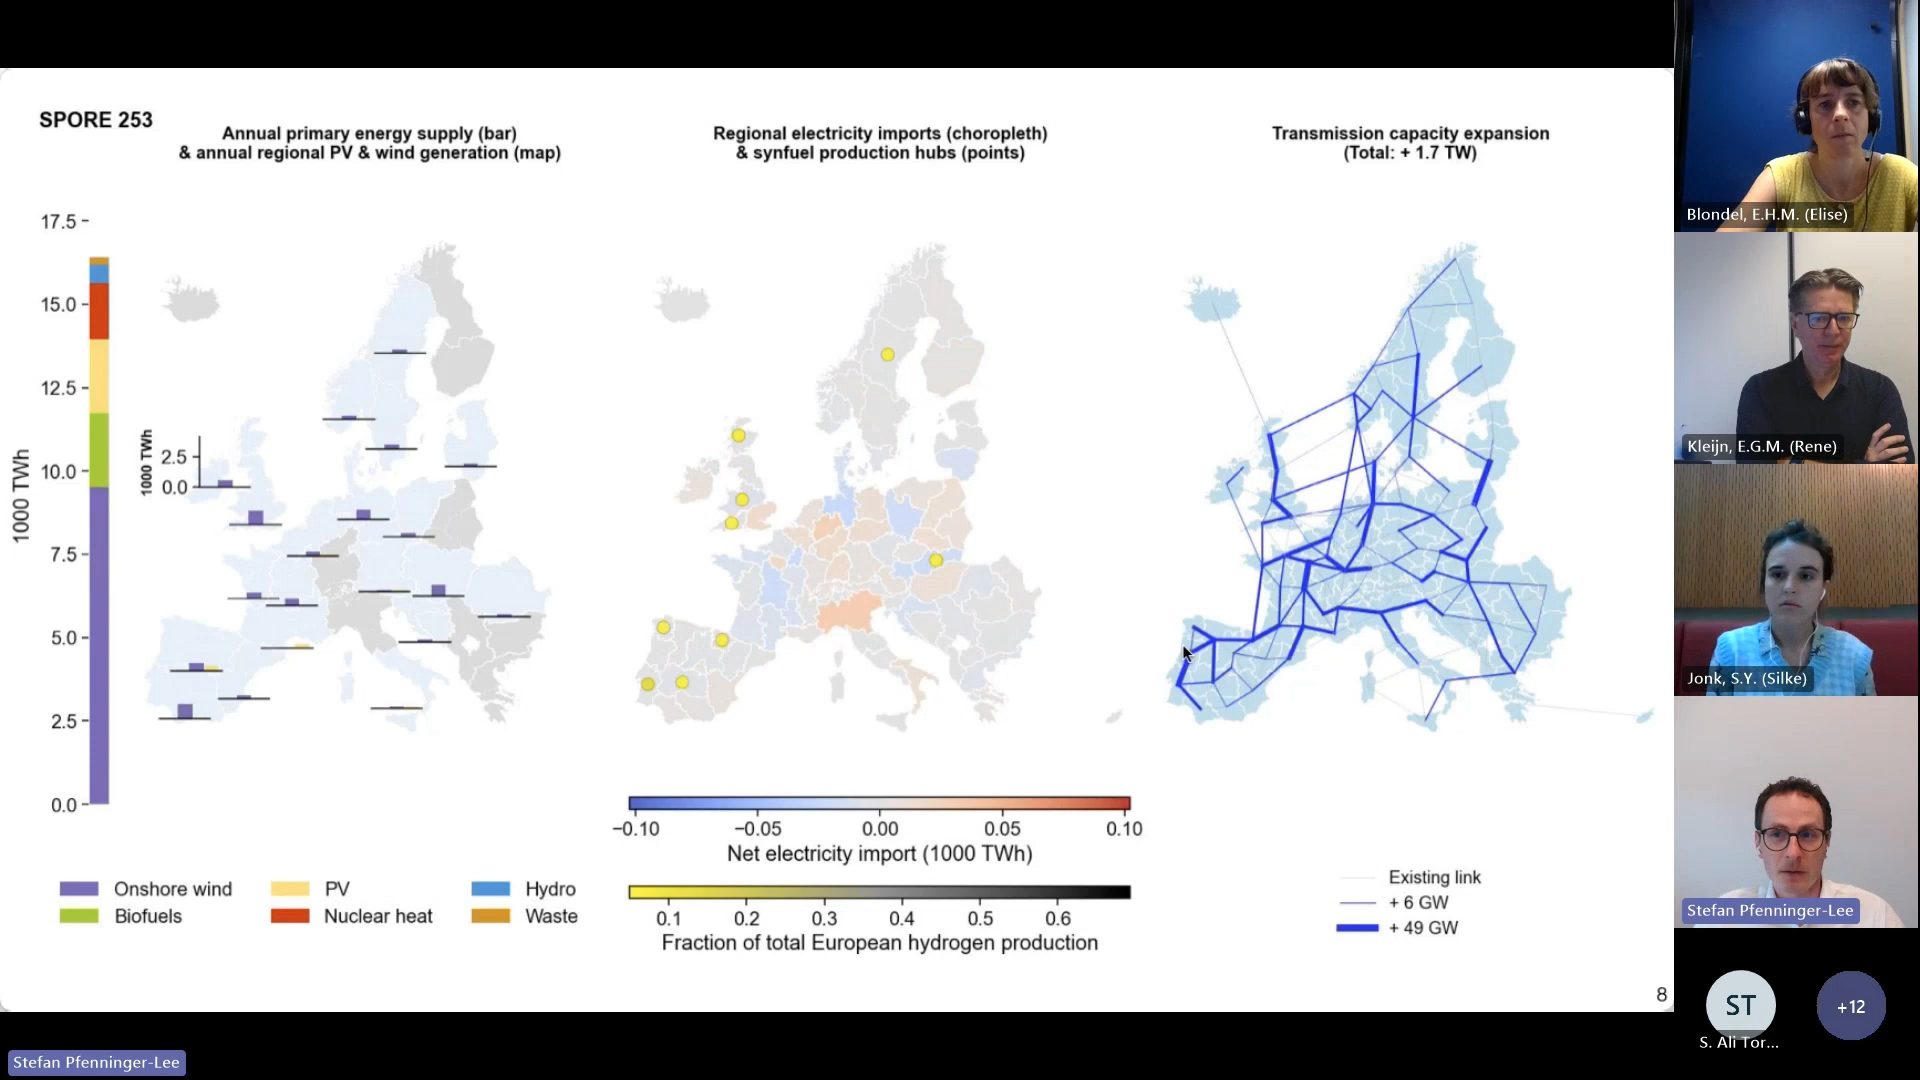 SPORE 253
Annual primary energy supply (bar)
& annual regional PV & wind generation (map)
Regional electricity imports (choropleth)
& synfuel production hubs (points)
Transmission capacity expansion
(Total: + 1.7 TW)
17.5
15.0
12.5
10.0
7.5
5.0
2.5
0.0
1000 TWh
1000 TWh
2.5
0.0
−0.10
−0.05
0.00
0.05
0.10
Net electricity import (1000 TWh)
0.1
0.2
0.3
0.4
0.5
0.6
Fraction of total European hydrogen production
Onshore wind
PV
Hydro
Biofuels
Nuclear heat
Waste
Existing link
+ 6 GW
+ 49 GW
8
Blondel, E.H.M. (Elise)
Kleijn, E.G.M. (Rene)
Jonk, S.Y. (Silke)
Stefan Pfenninger-Lee
ST
S. Ali Tor...
+12
Stefan Pfenninger-Lee